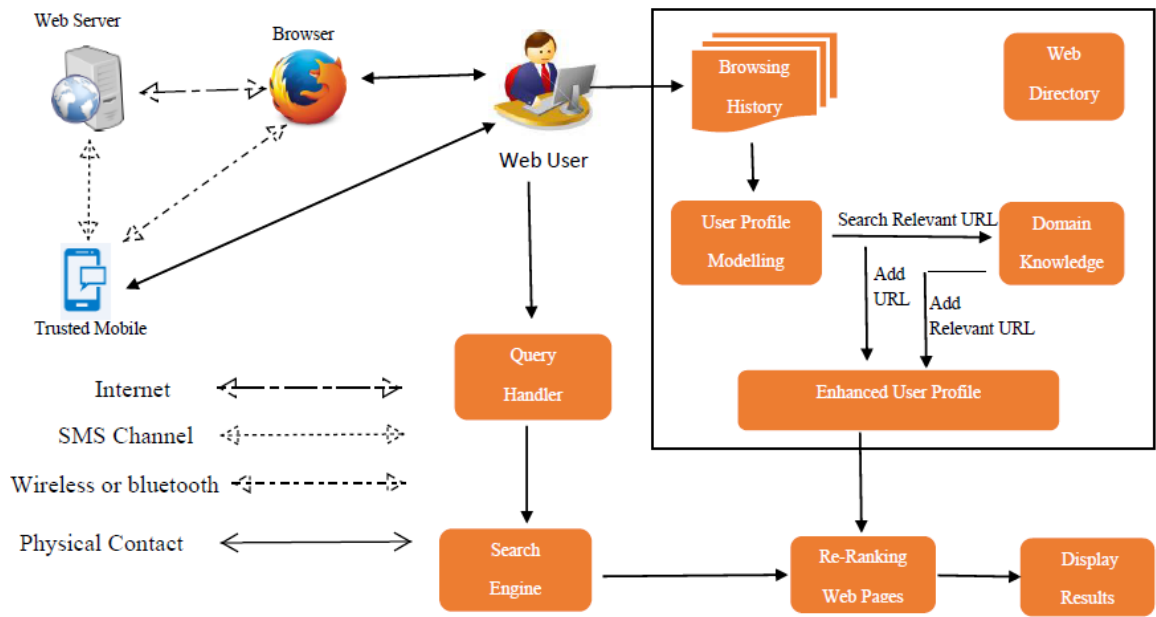 Web Server
Browser
Web User
Trusted Mobile
Browsing
History
Web
Directory
User Profile
Modelling
Search Relevant URL
Domain
Knowledge
Add
URL
Add
Relevant URL
Enhanced User Profile
Query
Handler
Internet
SMS Channel
Wireless or bluetooth
Physical Contact
Search
Engine
Re-Ranking
Web Pages
Display
Results